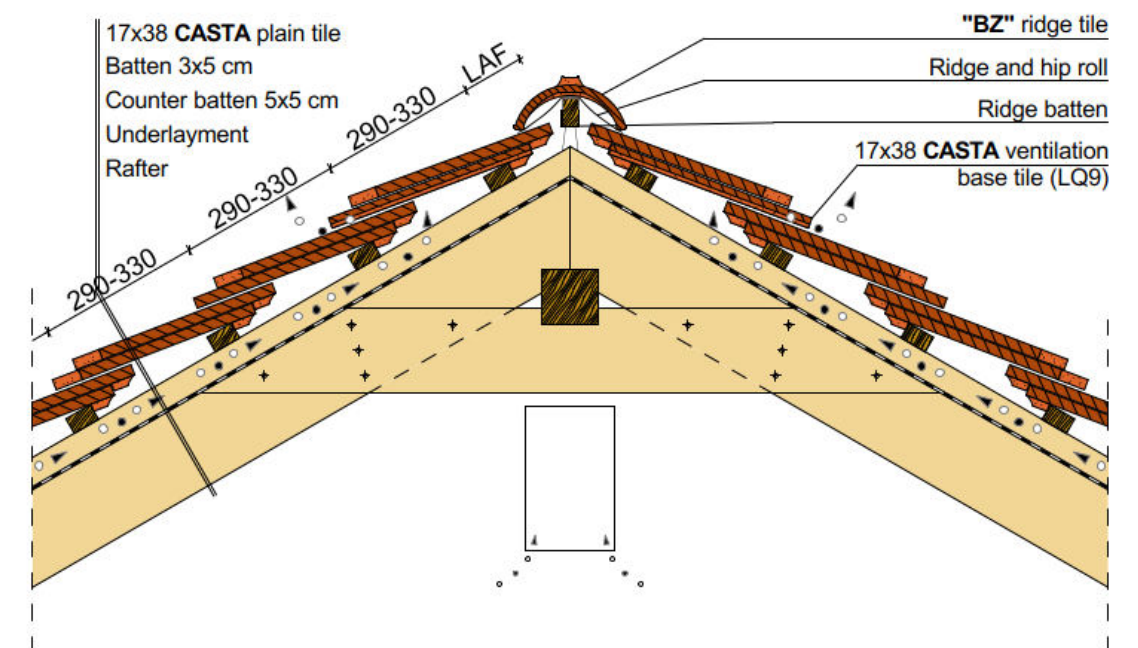 17x38 CASTA plain tile
Batten 3x5 cm
Counter batten 5x5 cm
Underlayment
Rafter
LAF
290-330
290-330
290-330
"BZ" ridge tile
Ridge and hip roll
Ridge batten
17x38 CASTA ventilation
base tile (LQ9)